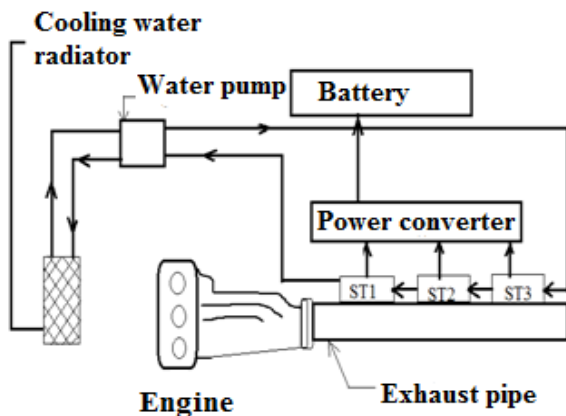 Cooling water
radiator
Water pump
Battery
Power converter
ST1
ST2
ST3
Engine
Exhaust pipe